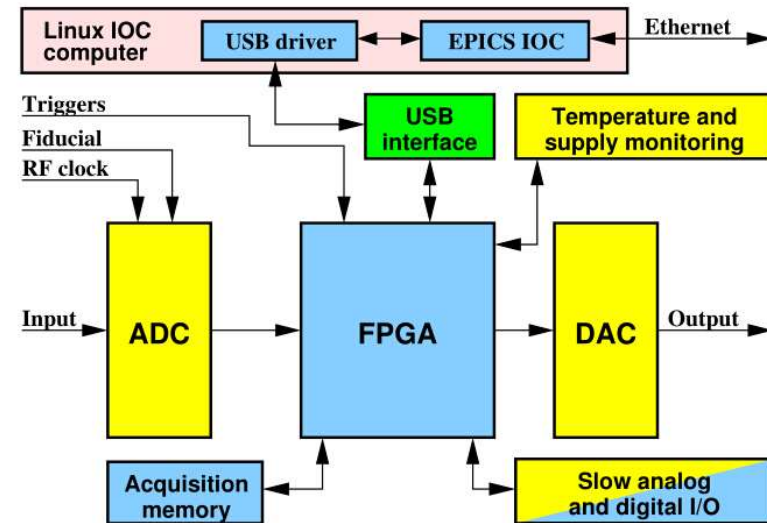 Linux IOC
computer
USB driver
EPICS IOC
Ethernet
Triggers
Fiducial
RF clock
USB
interface
Temperature and
supply monitoring
Input
ADC
FPGA
DAC
Output
Acquisition
memory
Slow analog
and digital I/O